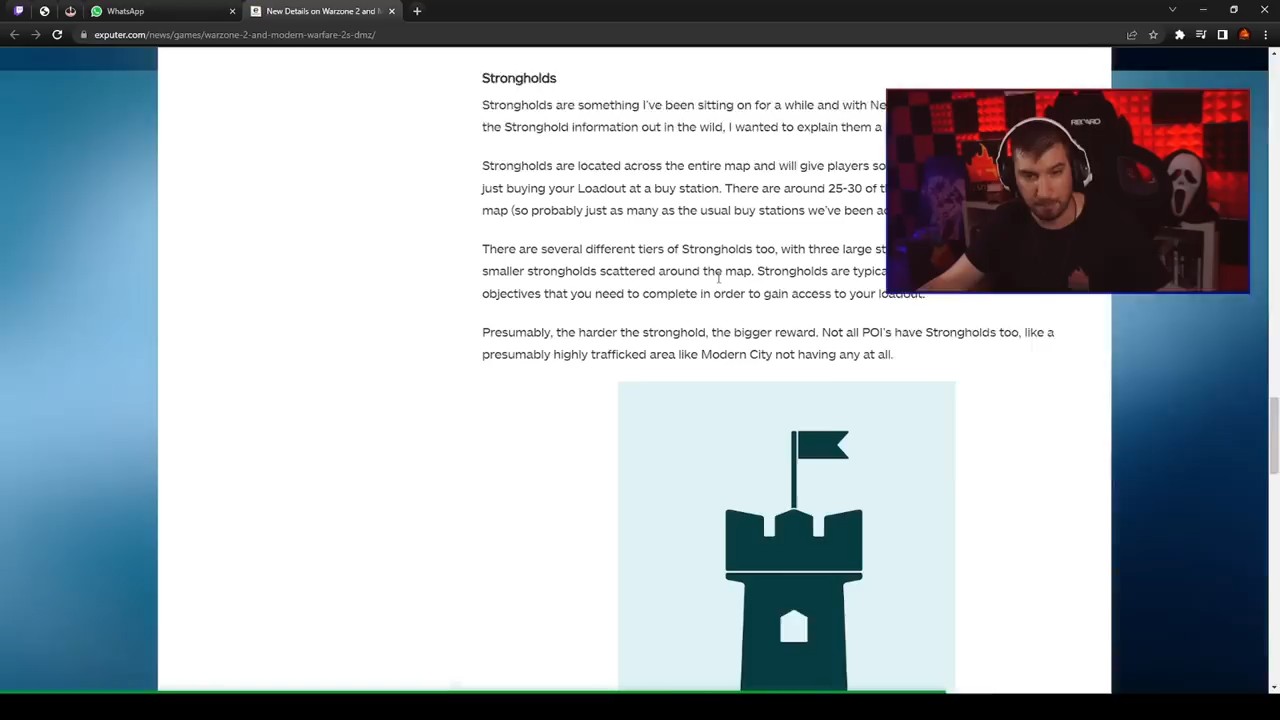 WhatsApp
New Details on Warzone 2 and
exputer.com/news/games/warzone-2-and-modern-warfare-2s-dmz/
Strongholds
Strongholds are something I've been sitting on for a while and with Ne
the Stronghold information out in the wild, I wanted to explain them a
Strongholds are located across the entire map and will give players so
just buying your Loadout at a buy station. There are around 25-30 of
map (so probably just as many as the usual buy stations we've been
There are several different tiers of Strongholds too, with three large
smaller strongholds scattered around the map. Strongholds are
objectives that you need to complete in order to gain access to your loadout.
Presumably, the harder the stronghold, the bigger reward. Not all POI's have Strongholds too, like a
presumably highly trafficked area like Modern City not having any at all.
RECARO